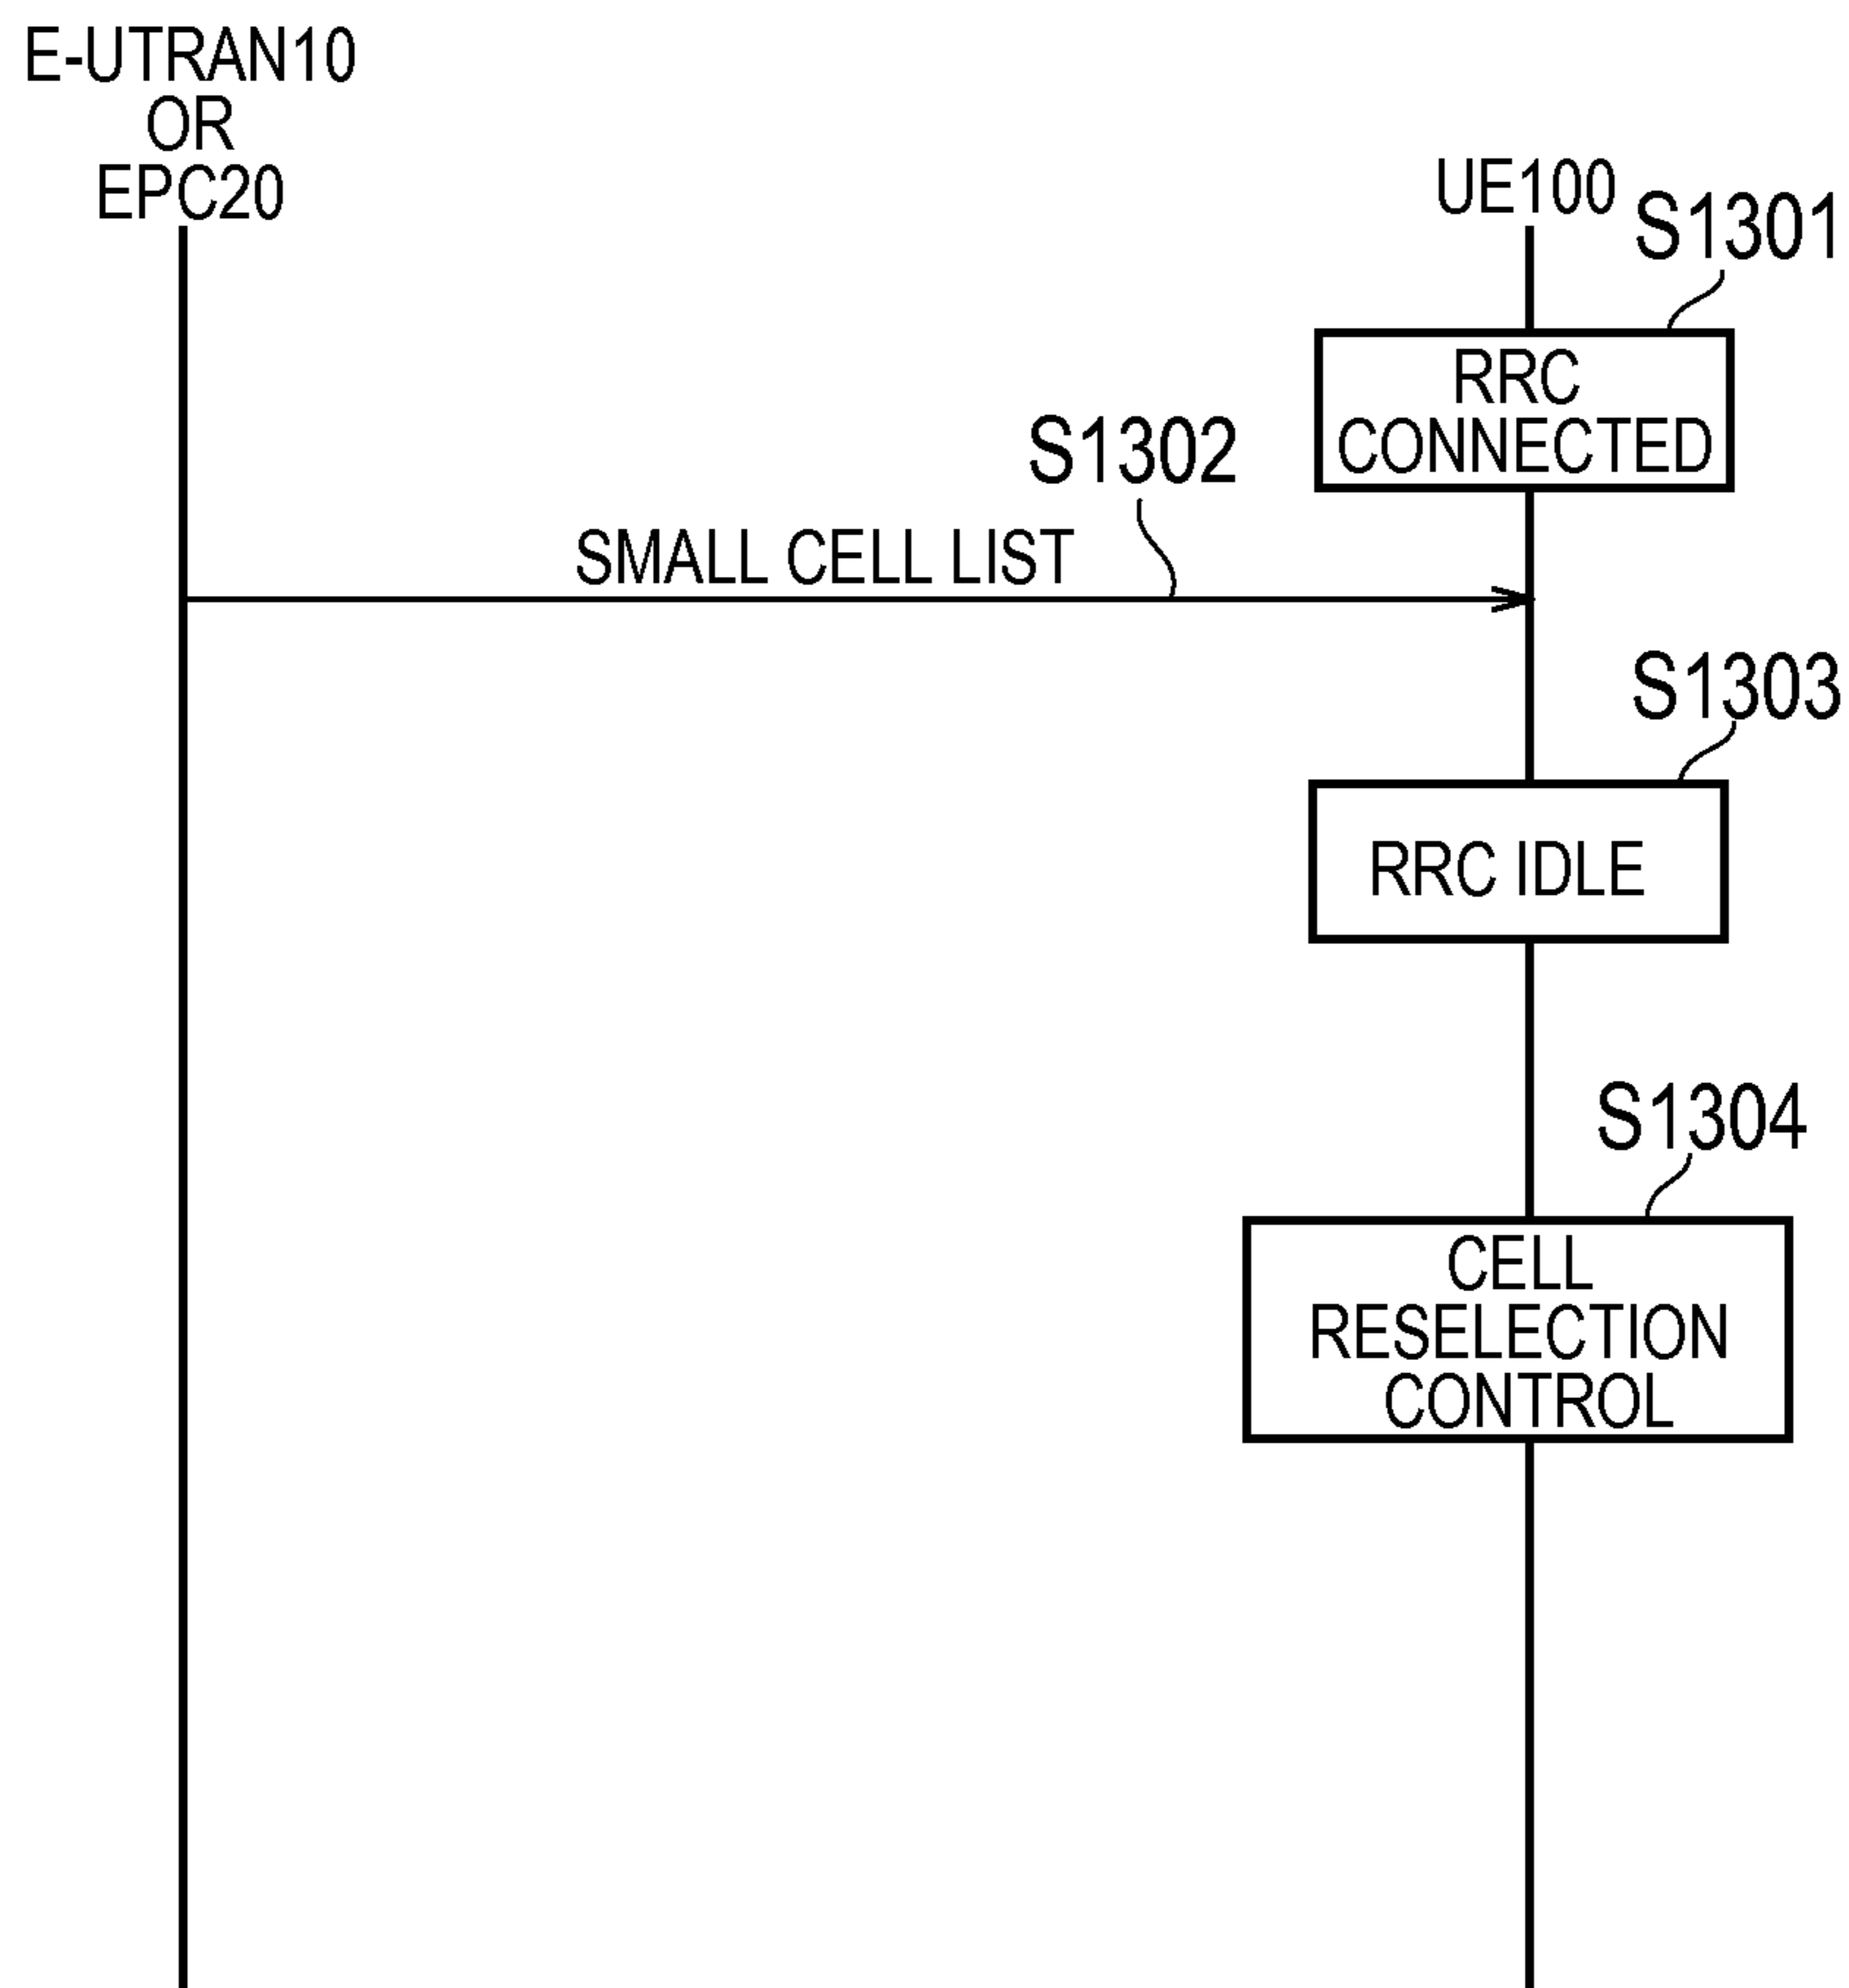 E-UTRAN10
OR
EPC20
UE100
S1301
RRC
CONNECTED
S1302
SMALL CELL LIST
S1303
RRC IDLE
S1304
CELL
RESELECTION
CONTROL